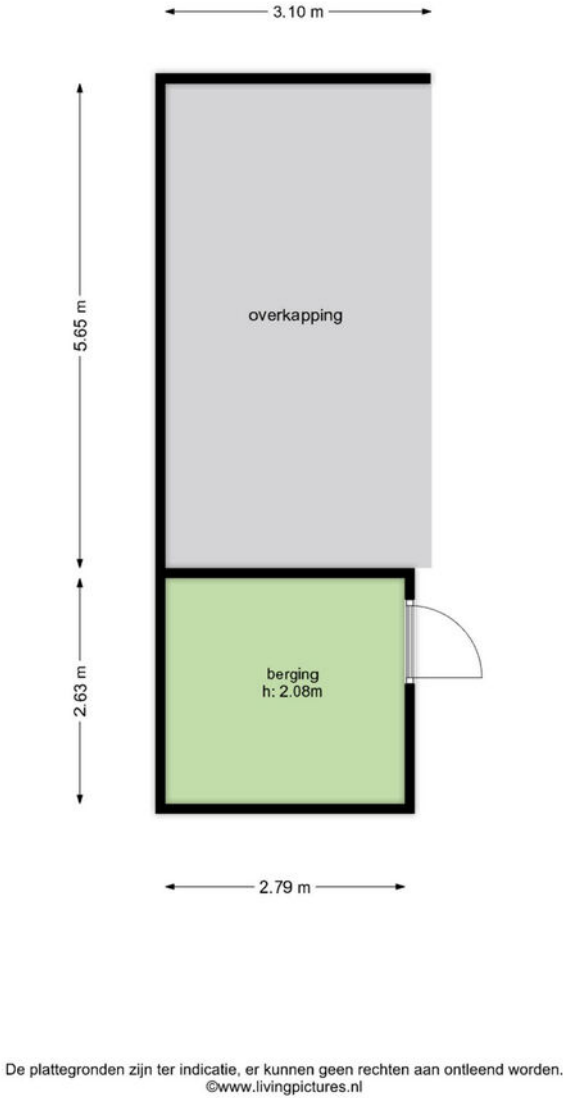 3.10 m
5.65 m
overkapping
2.63 m
berging
h: 2.08m
2.79 m
De plattegronden zijn ter indicatie, er kunnen geen rechten aan ontleend worden.
©www.livingpictures.nl